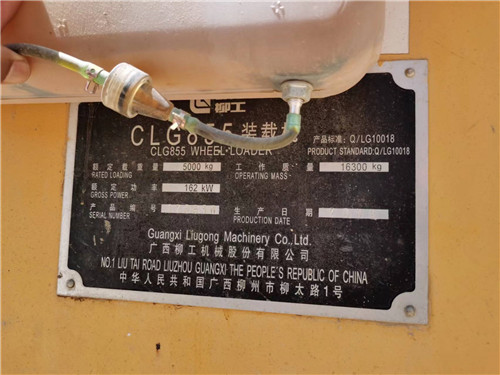 柳工
CLG855 装载机
CLG855 WHEEL LOADER
产品标准: Q/LG10018
PRODUCT STANDARD:Q/LG10018
额定载重量 5000 kg
RATED LOADING
工作质量 16300 kg
OPERATING MASS
额定功率 162 kW
GROSS POWER
产品编号
SERIAL NUMBER
生产日期
PRODUCTION DATED
Guangxi Liugong Machinery Co., Ltd.
广西柳工机械股份有限公司
NO.1 LIU TAI ROAD LIUZHOU GUANGXI THE PEOPLE'S REPUBLIC OF CHINA
中华人民共和国广西柳州市柳太路1号